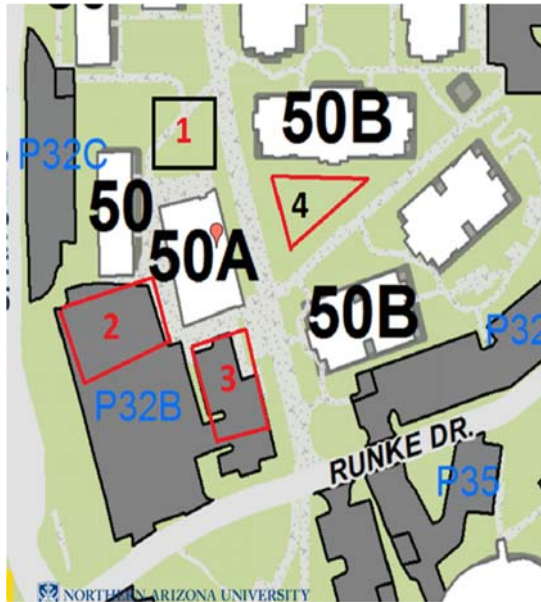 1
50B
P32C
50
4
50A
2
50B
P32
3
P32B
RUNKE DR.
P35
NORTHERN ARIZONA UNIVERSITY